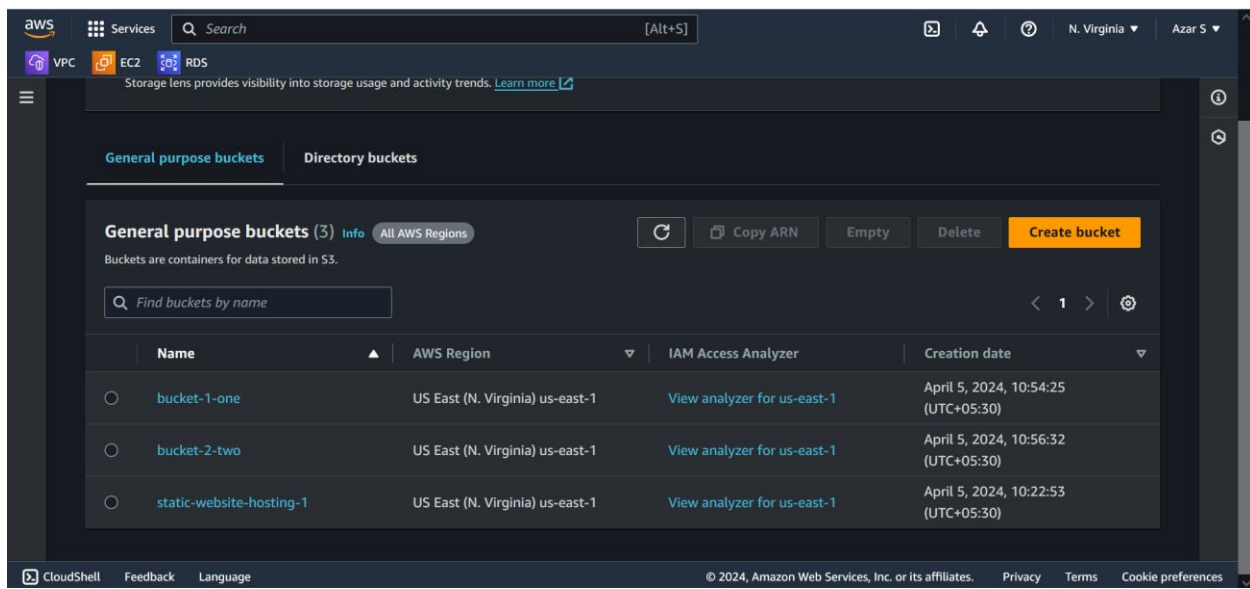 aws Services Search [Alt+S] N. Virginia ▼ Azar S ▼
VPC EC2 RDS
Storage lens provides visibility into storage usage and activity trends. Learn more
General purpose buckets Directory buckets
General purpose buckets (3) Info All AWS Regions Copy ARN Empty Delete Create bucket
Buckets are containers for data stored in S3.
Find buckets by name < 1 >
Name ▲ AWS Region ▽ IAM Access Analyzer Creation date ▽
bucket-1-one US East (N. Virginia) us-east-1 View analyzer for us-east-1 April 5, 2024, 10:54:25
(UTC+05:30)
bucket-2-two US East (N. Virginia) us-east-1 View analyzer for us-east-1 April 5, 2024, 10:56:32
(UTC+05:30)
static-website-hosting-1 US East (N. Virginia) us-east-1 View analyzer for us-east-1 April 5, 2024, 10:22:53
(UTC+05:30)
CloudShell Feedback Language © 2024, Amazon Web Services, Inc. or its affiliates. Privacy Terms Cookie preferences